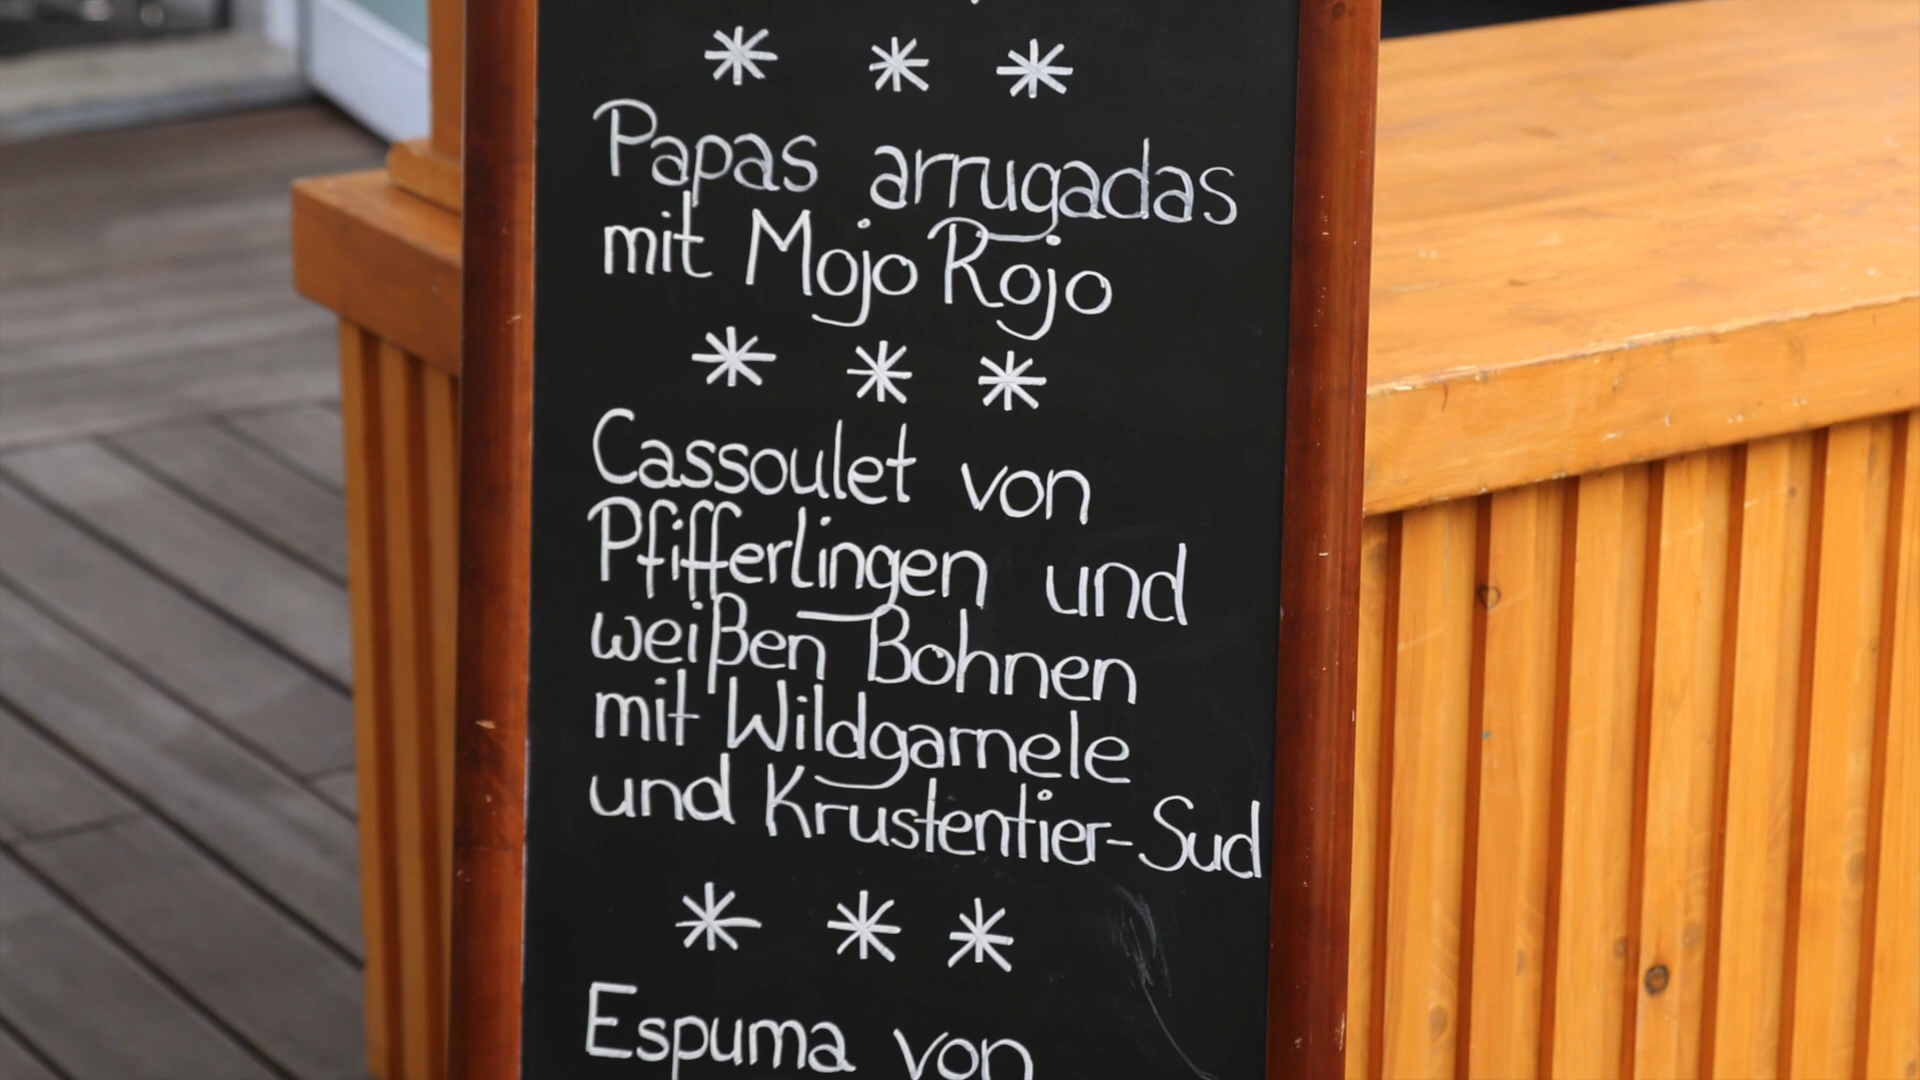 * * *
Papas arrugadas
mit Mojo Rojo
* * *
Cassoulet von
Pfifferlingen und
weißen Bohnen
mit Wildgarnele
und Krustentier-Sud
* * *
Espuma von